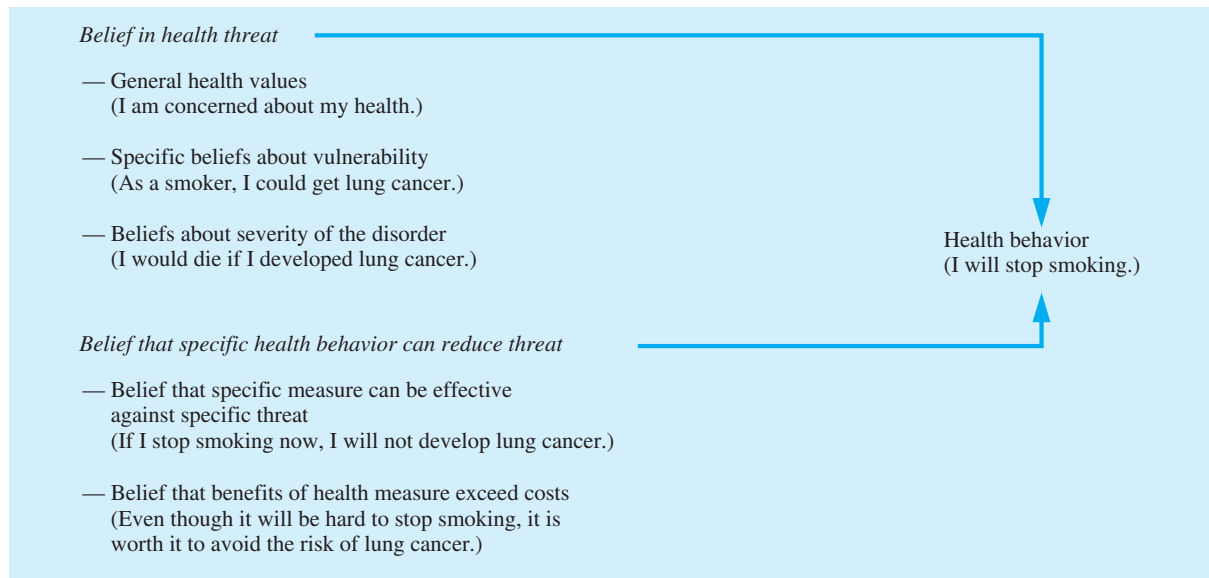 Belief in health threat
— General health values
(I am concerned about my health.)
— Specific beliefs about vulnerability
(As a smoker, I could get lung cancer.)
— Beliefs about severity of the disorder
(I would die if I developed lung cancer.)
Health behavior
(I will stop smoking.)
Belief that specific health behavior can reduce threat
— Belief that specific measure can be effective
against specific threat
(If I stop smoking now, I will not develop lung cancer.)
— Belief that benefits of health measure exceed costs
(Even though it will be hard to stop smoking, it is
worth it to avoid the risk of lung cancer.)